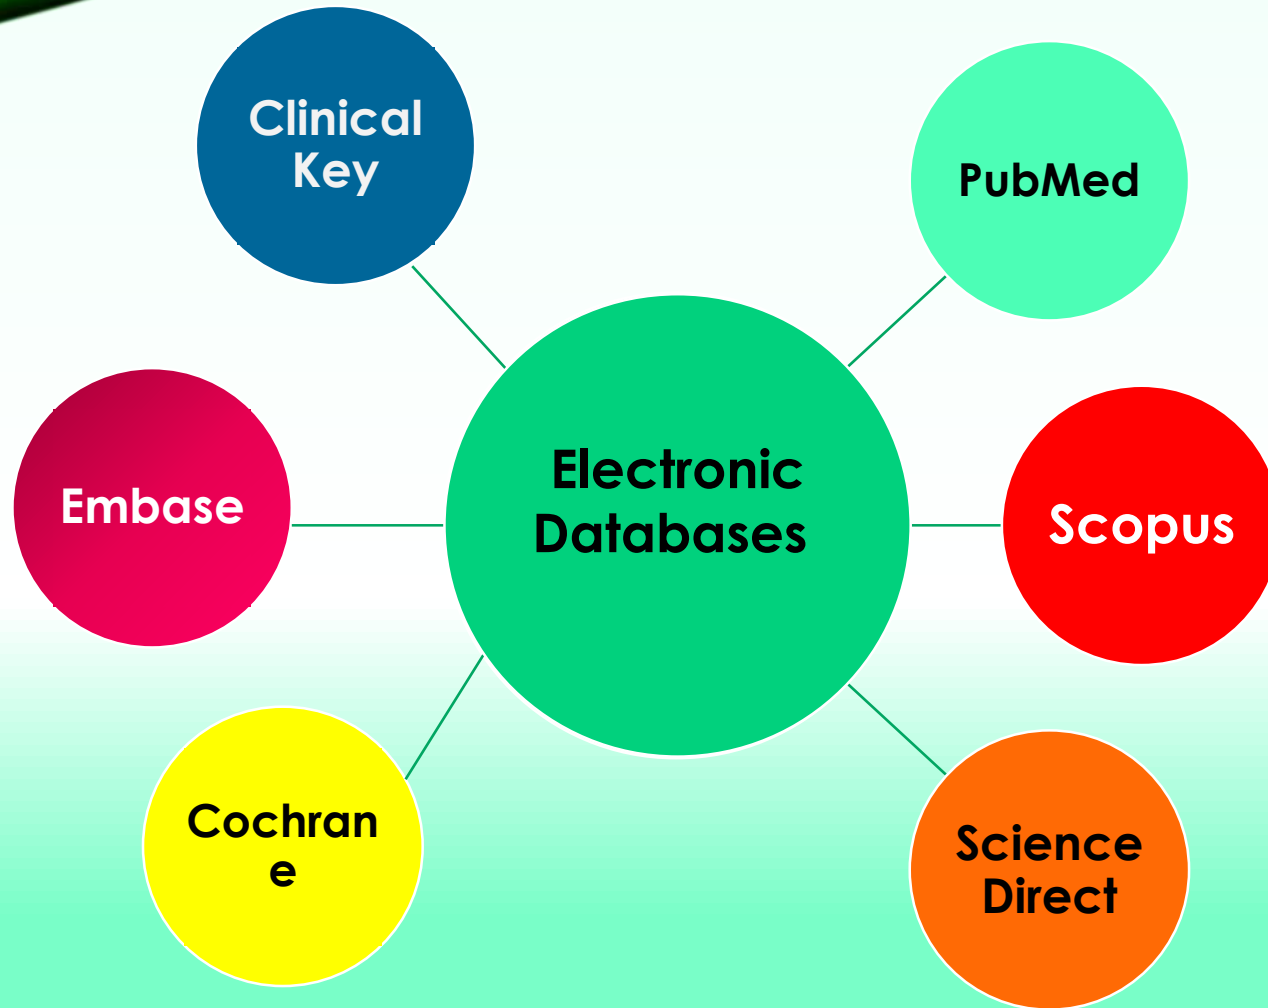 Clinical
Key
PubMed
Electronic
Databases
Embase
Scopus
Cochran
e
Science
Direct